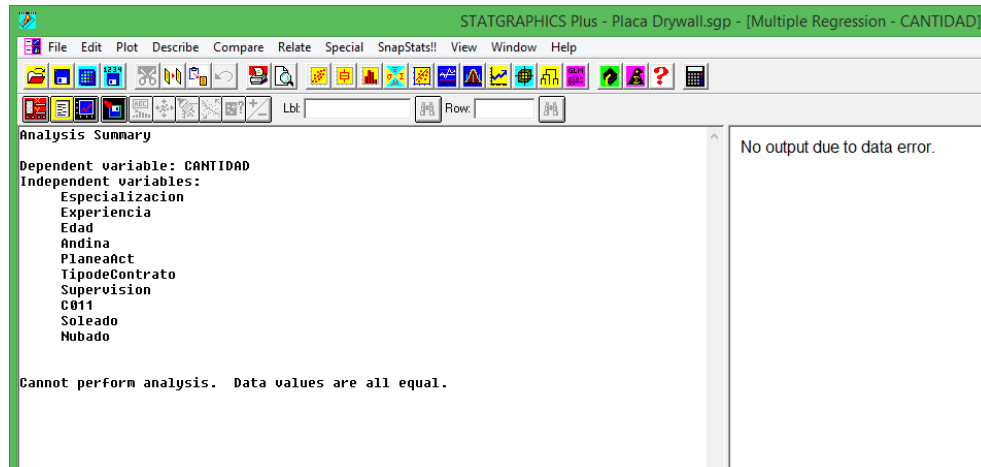 STATGRAPHICS Plus - Placa Drywall.sgp - [Multiple Regression - CANTIDAD]
File Edit Plot Describe Compare Relate Special SnapStats!! View Window Help
Lbl: Row:
Analysis Summary
Dependent variable: CANTIDAD
Independent variables:
Especializacion
Experiencia
Edad
Andina
PlaneaAct
TipodeContrato
Supervision
C011
Soleado
Nubado
Cannot perform analysis. Data values are all equal.
No output due to data error.